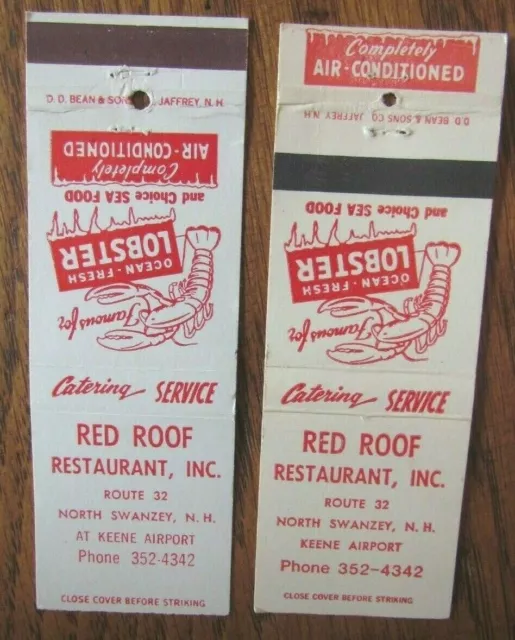 D. D. BEAN & SONS CO., JAFFREY, N. H.
Completely
AIR-CONDITIONED
and Choice SEA FOOD
LOBSTER
OCEAN-FRESH
Famous for
Catering SERVICE
RED ROOF
RESTAURANT, INC.
ROUTE 32
NORTH SWANZEY, N. H.
AT KEENE AIRPORT
Phone 352-4342
CLOSE COVER BEFORE STRIKING
Completely
AIR-CONDITIONED
D. D. BEAN & SONS CO., JAFFREY, N.H.
and Choice SEA FOOD
LOBSTER
OCEAN-FRESH
Famous for
Catering SERVICE
RED ROOF
RESTAURANT, INC.
ROUTE 32
NORTH SWANZEY, N. H.
KEENE AIRPORT
Phone 352-4342
CLOSE COVER BEFORE STRIKING